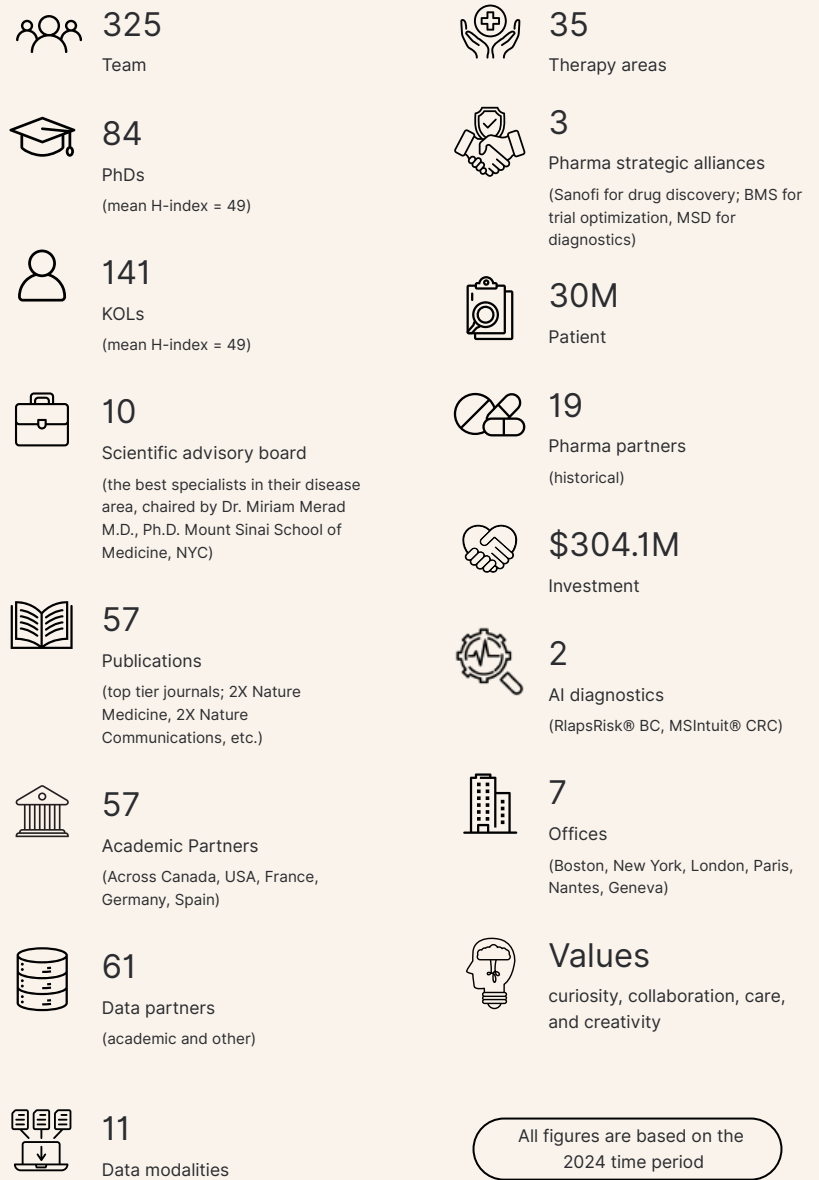 325
Team
84
PhDs
(mean H-index = 49)
141
KOLs
(mean H-index = 49)
10
Scientific advisory board
(the best specialists in their disease
area, chaired by Dr. Miriam Merad
M.D., Ph.D. Mount Sinai School of
Medicine, NYC)
57
Publications
(top tier journals; 2X Nature
Medicine, 2X Nature
Communications, etc.)
57
Academic Partners
(Across Canada, USA, France,
Germany, Spain)
61
Data partners
(academic and other)
11
Data modalities
35
Therapy areas
3
Pharma strategic alliances
(Sanofi for drug discovery; BMS for
trial optimization, MSD for
diagnostics)
30M
Patient
19
Pharma partners
(historical)
$304.1M
Investment
2
AI diagnostics
(RlapsRisk® BC, MSIntuit® CRC)
7
Offices
(Boston, New York, London, Paris,
Nantes, Geneva)
Values
curiosity, collaboration, care,
and creativity
All figures are based on the
2024 time period